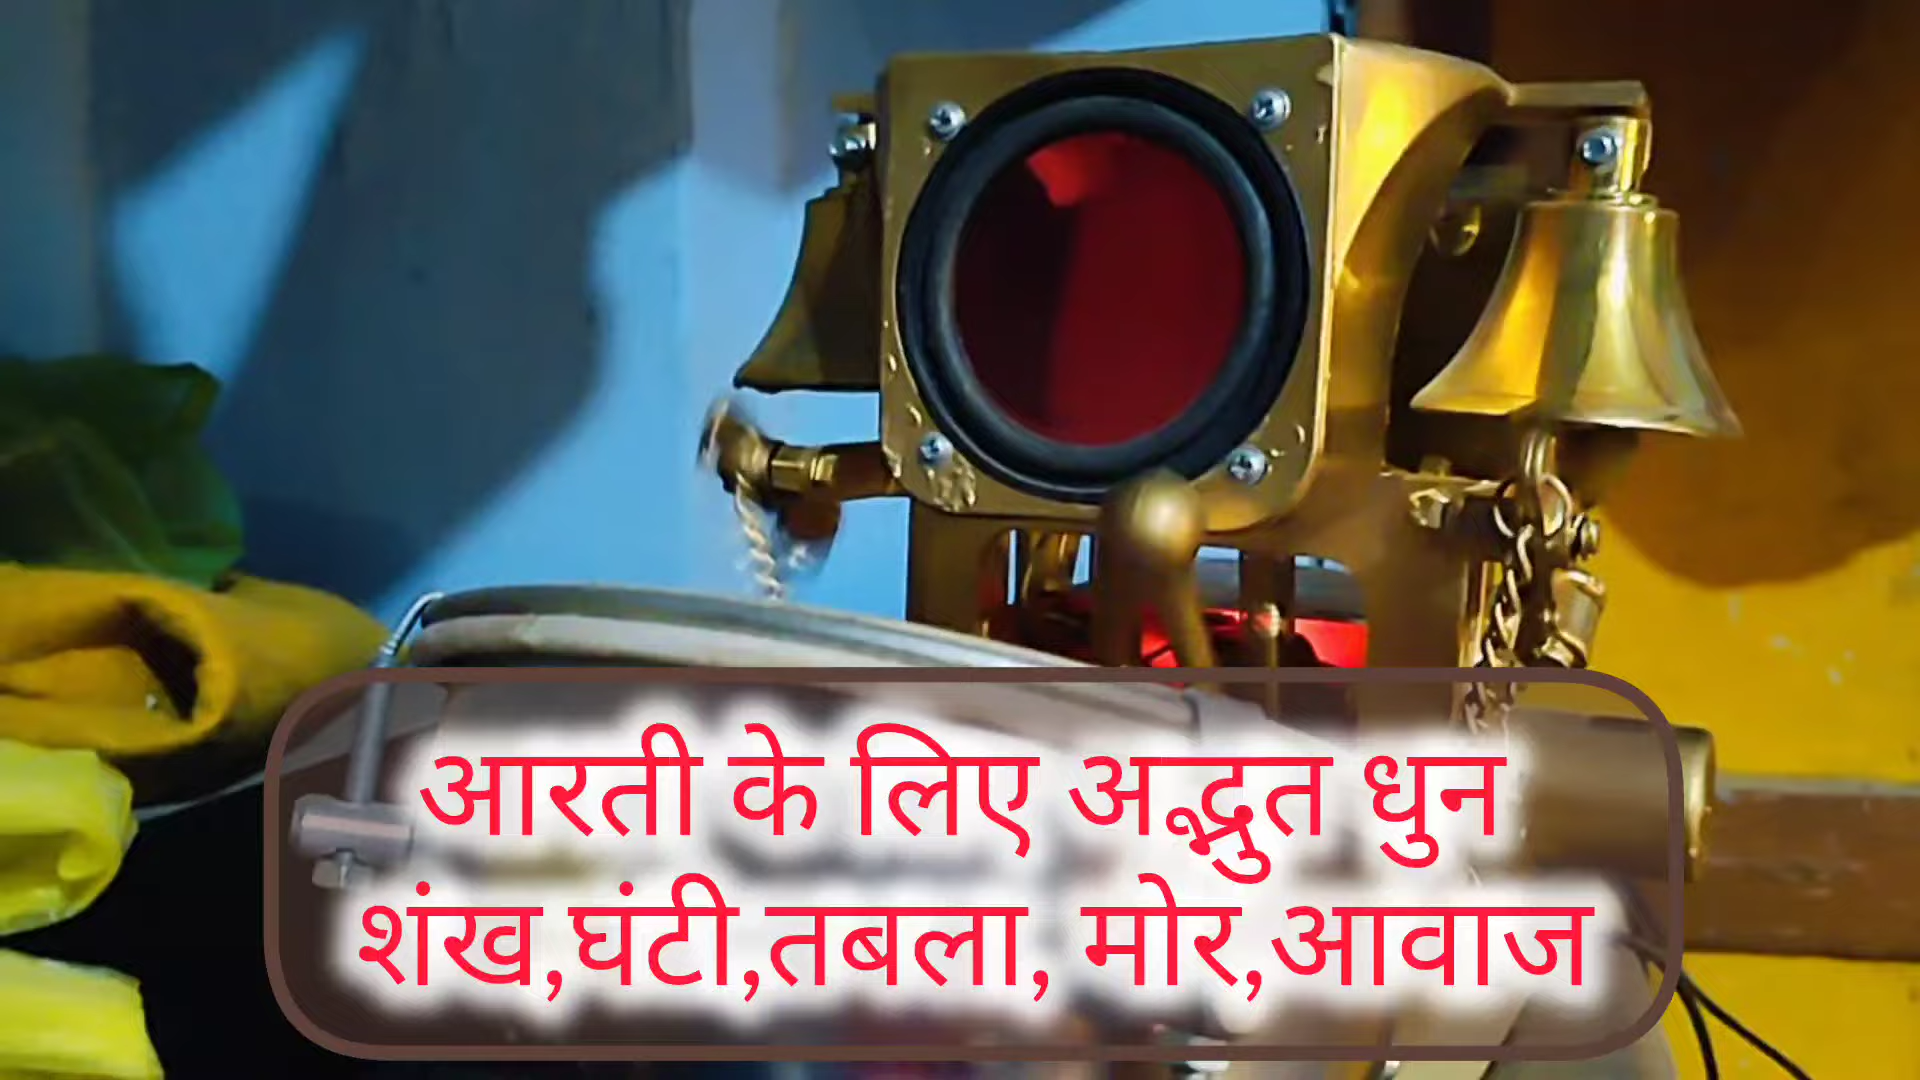 आरती के लिए अद्भुत धुन
शंख,घंटी,तबला, मोर,आवाज